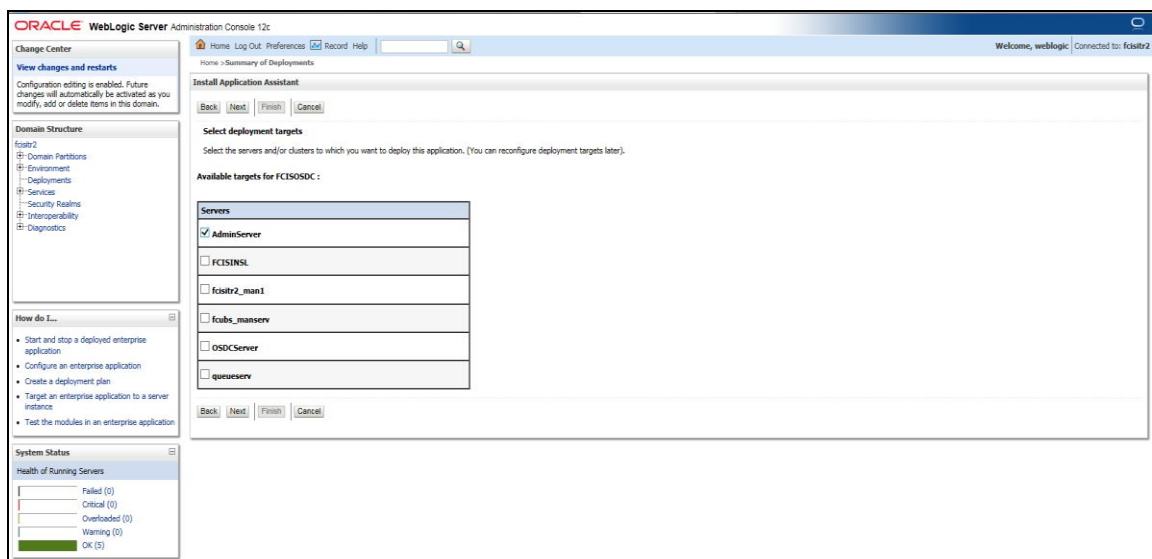 ORACLE WebLogic Server Administration Console 12c
Change Center
View changes and restarts
Configuration editing is enabled. Future
changes will automatically be activated as you
modify, add or delete items in this domain.
Domain Structure
fcisitr2
Domain Partitions
Environment
Deployments
Services
Security Realms
Interoperability
Diagnostics
How do I...
Start and stop a deployed enterprise
application
Configure an enterprise application
Create a deployment plan
Target an enterprise application to a server
instance
Test the modules in an enterprise application
System Status
Health of Running Servers
Failed (0)
Critical (0)
Overloaded (0)
Warning (0)
OK (5)
Home Log Out Preferences Record Help
Welcome, weblogic Connected to: fcisitr2
Home >Summary of Deployments
Install Application Assistant
Back Next Finish Cancel
Select deployment targets
Select the servers and/or clusters to which you want to deploy this application. (You can reconfigure deployment targets later).
Available targets for FCISOSDC :
Servers
AdminServer
FCISINSL
fcisitr2_man1
fcubs_manserv
OSDCServer
queueserv
Back Next Finish Cancel